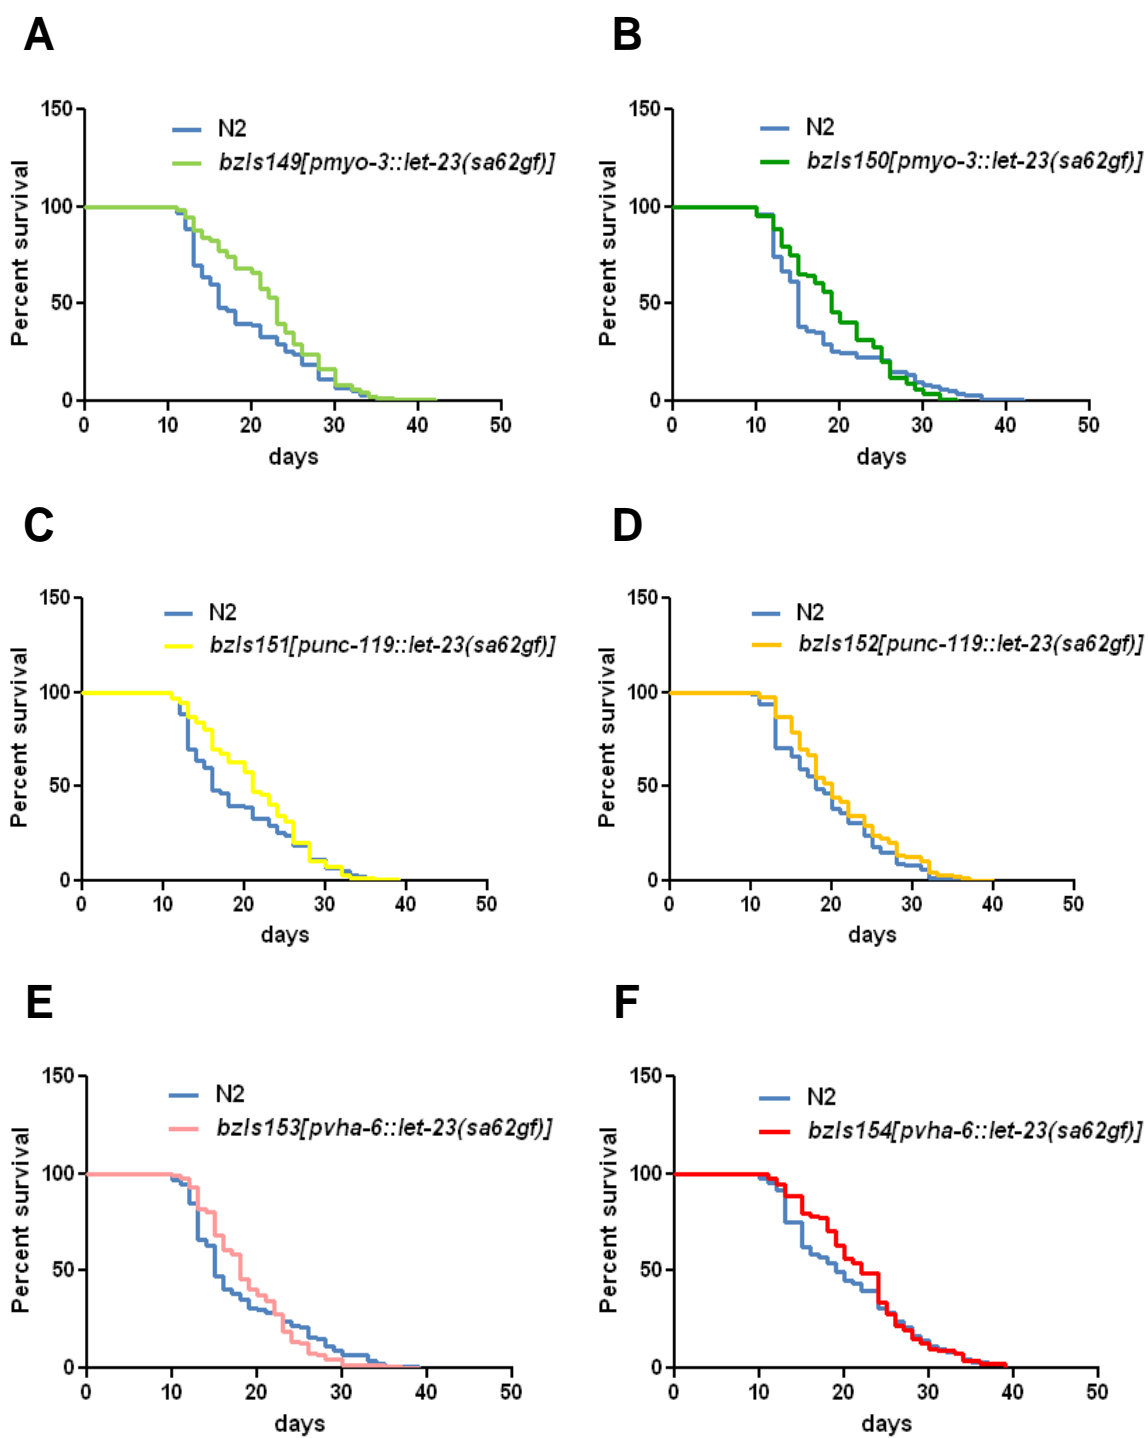 A
150
100
50
0
Percent survival
N2
bzIs149[pmyo-3::let-23(sa62gf)]
0 10 20 30 40 50
days
B
150
100
50
0
Percent survival
N2
bzIs150[pmyo-3::let-23(sa62gf)]
0 10 20 30 40 50
days
C
150
100
50
0
Percent survival
N2
bzIs151[punc-119::let-23(sa62gf)]
0 10 20 30 40 50
days
D
150
100
50
0
Percent survival
N2
bzIs152[punc-119::let-23(sa62gf)]
0 10 20 30 40 50
days
E
150
100
50
0
Percent survival
N2
bzIs153[pvha-6::let-23(sa62gf)]
0 10 20 30 40 50
days
F
150
100
50
0
Percent survival
N2
bzIs154[pvha-6::let-23(sa62gf)]
0 10 20 30 40 50
days